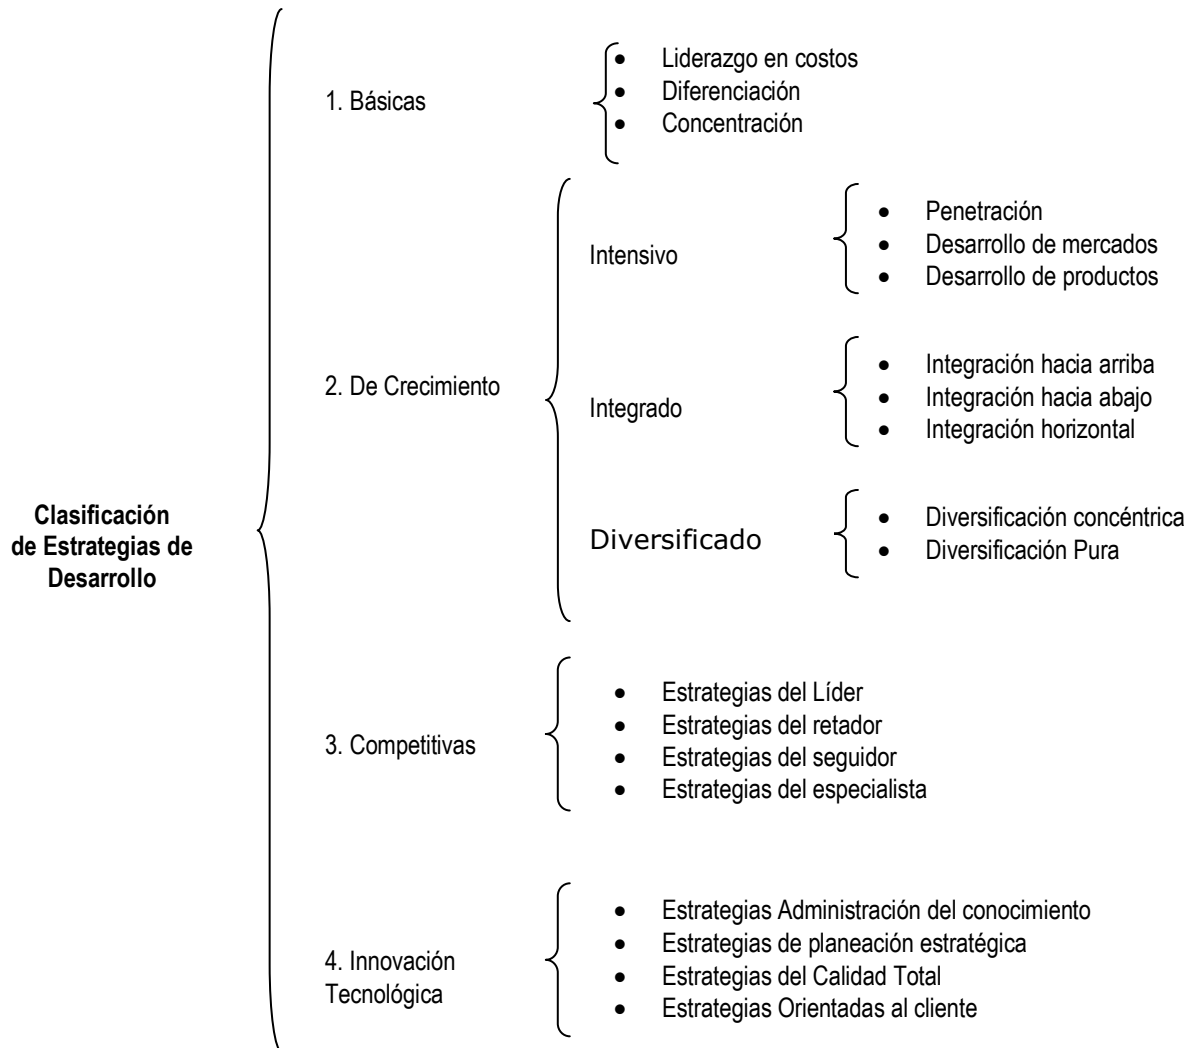 Clasificación
de Estrategias de
Desarrollo
1. Básicas
• Liderazgo en costos
• Diferenciación
• Concentración
2. De Crecimiento
Intensivo
• Penetración
• Desarrollo de mercados
• Desarrollo de productos
Integrado
• Integración hacia arriba
• Integración hacia abajo
• Integración horizontal
Diversificado
• Diversificación concéntrica
• Diversificación Pura
3. Competitivas
• Estrategias del Líder
• Estrategias del retador
• Estrategias del seguidor
• Estrategias del especialista
4. Innovación
Tecnológica
• Estrategias Administración del conocimiento
• Estrategias de planeación estratégica
• Estrategias del Calidad Total
• Estrategias Orientadas al cliente